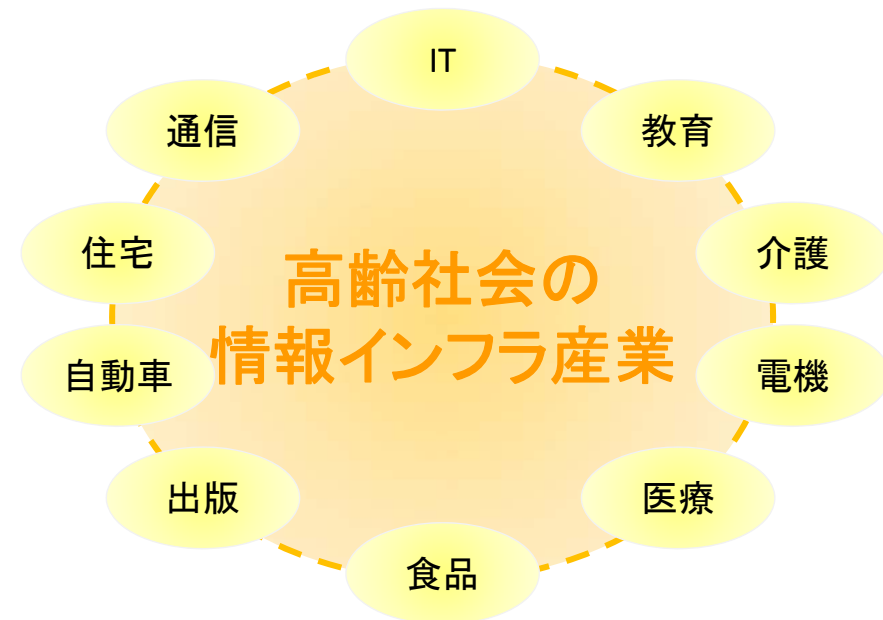 IT
通信
教育
住宅
介護
高齢社会の
情報インフラ産業
自動車
電機
出版
医療
食品